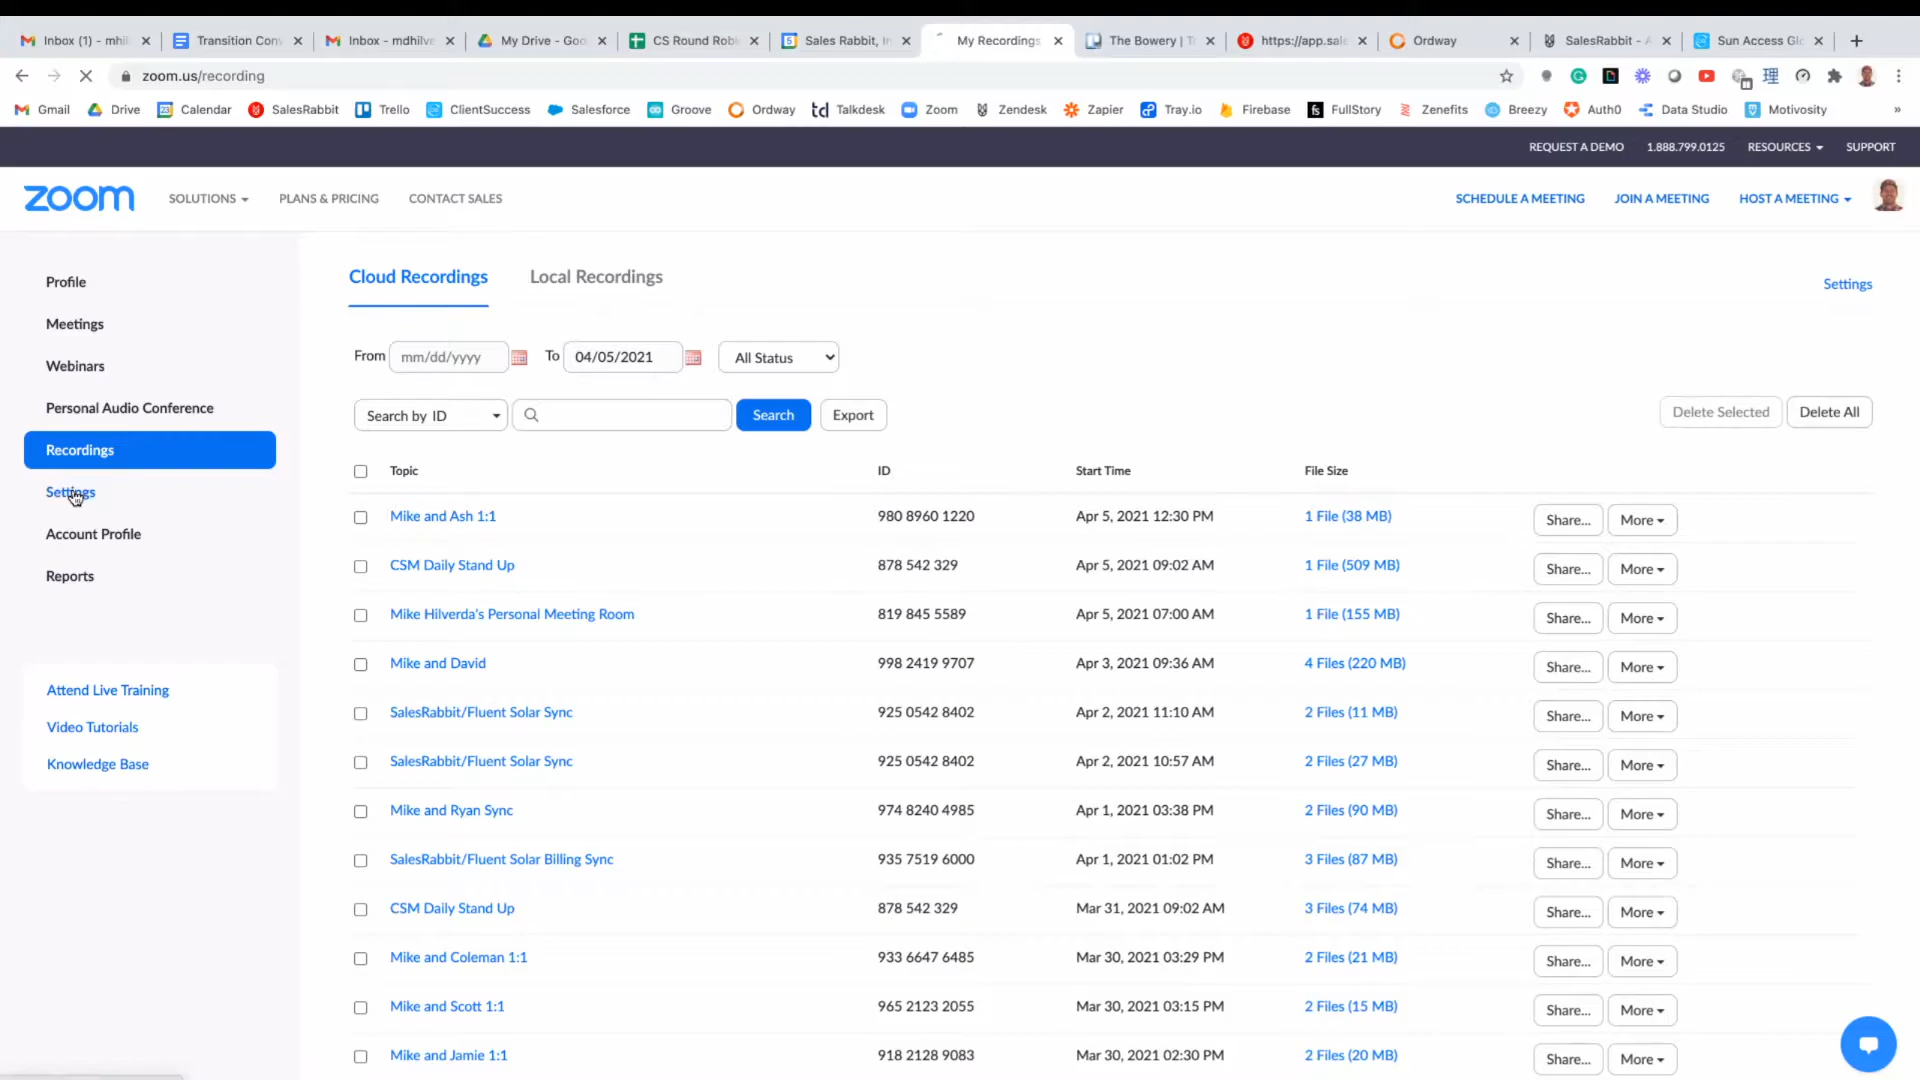 Inbox (1) - mhil
Transition Conv
Inbox - mdhilve
My Drive - Goo
CS Round Robi
Sales Rabbit, In
My Recordings
The Bowery | Tr
https://app.sale
Ordway
SalesRabbit - A
Sun Access Glo
zoom.us/recording
Gmail Drive Calendar SalesRabbit Trello ClientSuccess Salesforce Groove Ordway Talkdesk Zoom Zendesk Zapier Tray.io Firebase FullStory Zenefits Breezy Auth0 Data Studio Motivosity »
REQUEST A DEMO 1.888.799.0125 RESOURCES SUPPORT
zoom SOLUTIONS PLANS & PRICING CONTACT SALES SCHEDULE A MEETING JOIN A MEETING HOST A MEETING
Profile
Meetings
Webinars
Personal Audio Conference
Recordings
Settings
Account Profile
Reports
Attend Live Training
Video Tutorials
Knowledge Base
Cloud Recordings Local Recordings
Settings
From mm/dd/yyyy To 04/05/2021 All Status
Search by ID Search Export Delete Selected Delete All
Topic ID Start Time File Size
Mike and Ash 1:1 980 8960 1220 Apr 5, 2021 12:30 PM 1 File (38 MB) Share... More
CSM Daily Stand Up 878 542 329 Apr 5, 2021 09:02 AM 1 File (509 MB) Share... More
Mike Hilverda's Personal Meeting Room 819 845 5589 Apr 5, 2021 07:00 AM 1 File (155 MB) Share... More
Mike and David 998 2419 9707 Apr 3, 2021 09:36 AM 4 Files (220 MB) Share... More
SalesRabbit/Fluent Solar Sync 925 0542 8402 Apr 2, 2021 11:10 AM 2 Files (11 MB) Share... More
SalesRabbit/Fluent Solar Sync 925 0542 8402 Apr 2, 2021 10:57 AM 2 Files (27 MB) Share... More
Mike and Ryan Sync 974 8240 4985 Apr 1, 2021 03:38 PM 2 Files (90 MB) Share... More
SalesRabbit/Fluent Solar Billing Sync 935 7519 6000 Apr 1, 2021 01:02 PM 3 Files (87 MB) Share... More
CSM Daily Stand Up 878 542 329 Mar 31, 2021 09:02 AM 3 Files (74 MB) Share... More
Mike and Coleman 1:1 933 6647 6485 Mar 30, 2021 03:29 PM 2 Files (21 MB) Share... More
Mike and Scott 1:1 965 2123 2055 Mar 30, 2021 03:15 PM 2 Files (15 MB) Share... More
Mike and Jamie 1:1 918 2128 9083 Mar 30, 2021 02:30 PM 2 Files (20 MB) Share... More